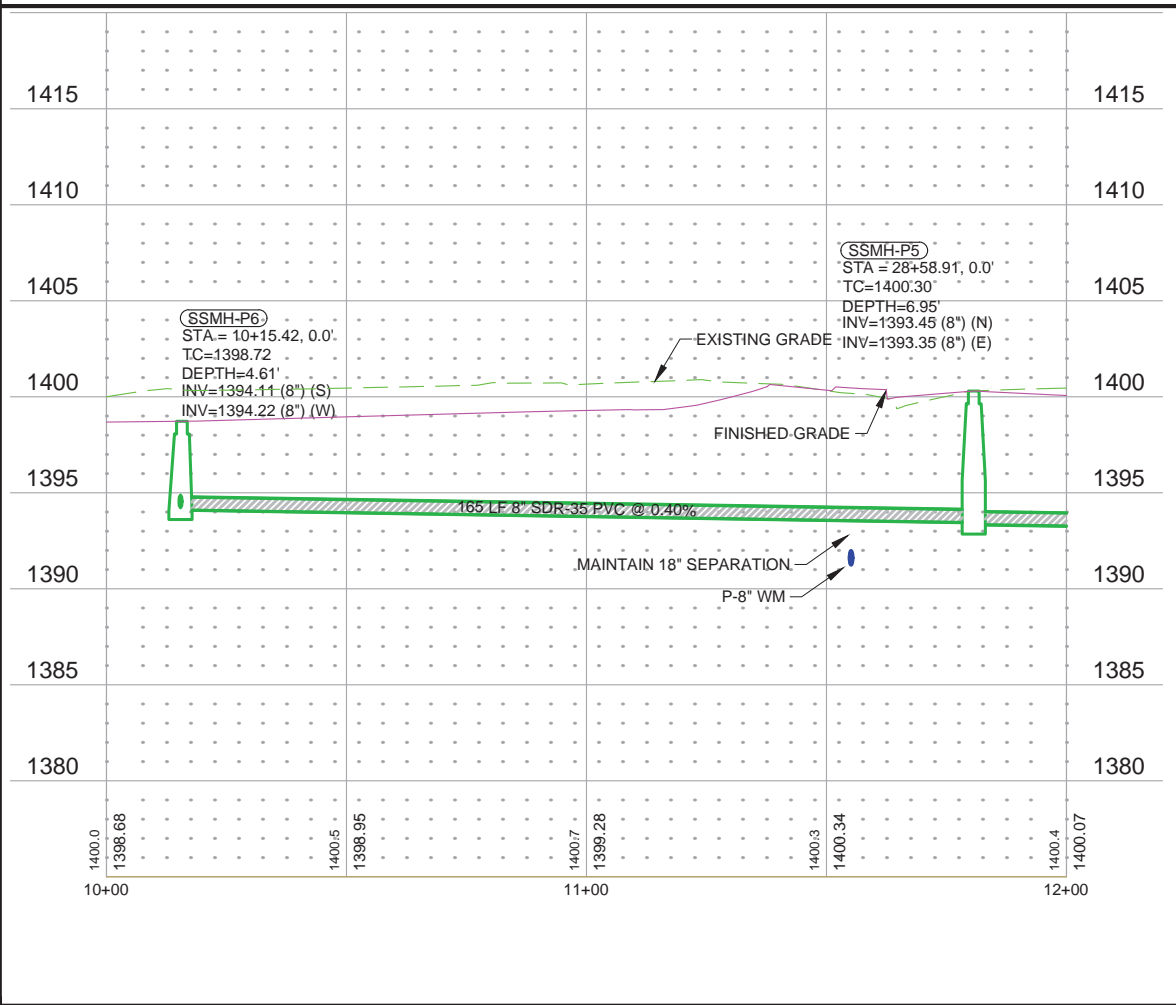 1415 1415
1410 1410
SSMH-P5
STA = 28+58.91, 0.0'
TC=1400.30
DEPTH=6.95'
INV=1393.45 (8") (N)
INV=1393.35 (8") (E)
1405 1405
SSMH-P6
STA = 10+15.42, 0.0'
TC=1398.72
DEPTH=4.61'
INV=1394.11 (8") (S)
INV=1394.22 (8") (W)
EXISTING GRADE
1400 1400
FINISHED GRADE
1395 1395
165 LF 8" SDR-35 PVC @ 0.40%
MAINTAIN 18" SEPARATION
1390 1390
P-8" WM
1385 1385
1380 1380
1400.0
1398.68
1400.5
1398.95
1400.7
1399.28
1400.3
1400.34
1400.4
1400.07
10+00 11+00 12+00